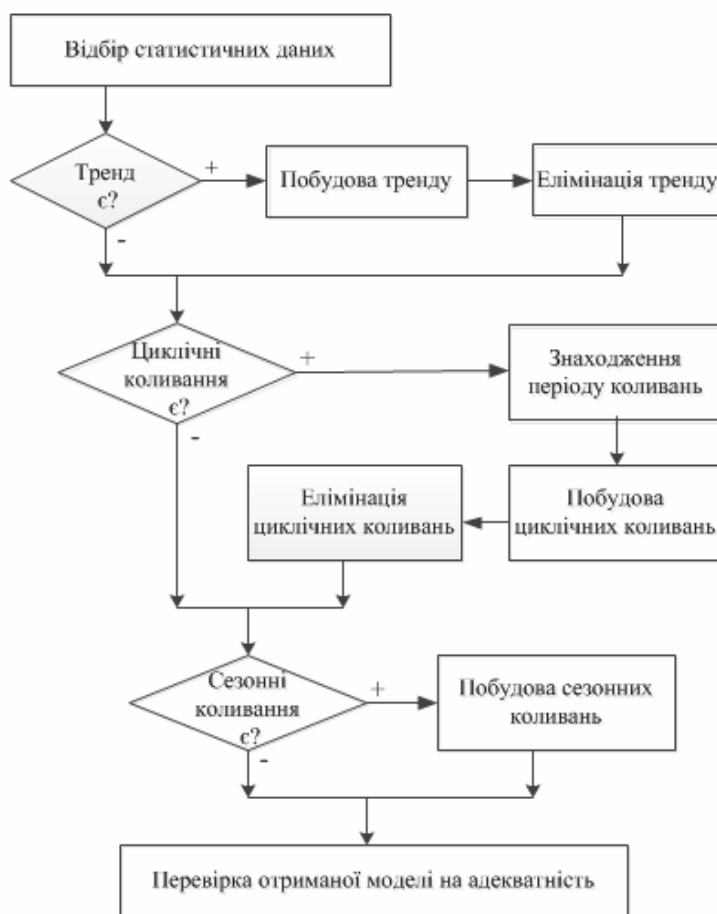 Відбір статистичних даних
Тренд
є?
+
Побудова тренду
Елімінація тренду
-
Циклічні
коливання
є?
+
Знаходження
періоду коливань
-
Елімінація
циклічних коливань
Побудова
циклічних коливань
Сезонні
коливання
є?
+
Побудова сезонних
коливань
-
Перевірка отриманої моделі на адекватність